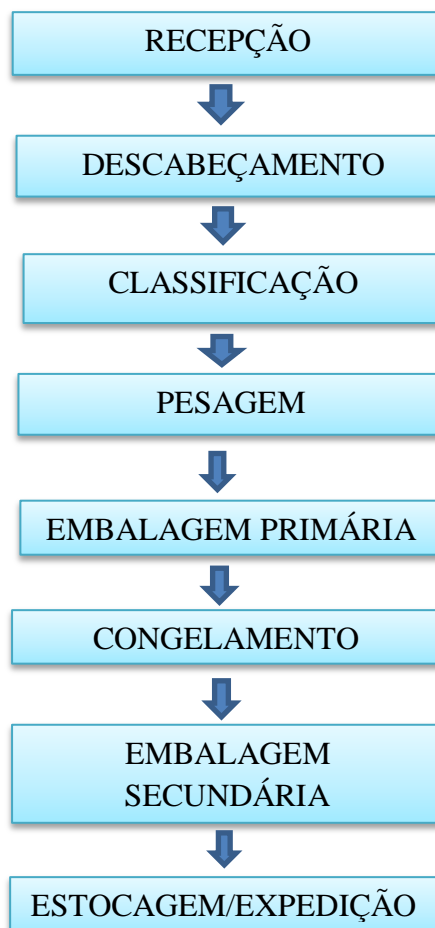 RECEPÇÃO
DESCABEÇAMENTO
CLASSIFICAÇÃO
PESAGEM
EMBALAGEM PRIMÁRIA
CONGELAMENTO
EMBALAGEM
SECUNDÁRIA
ESTOCAGEM/EXPEDIÇÃO